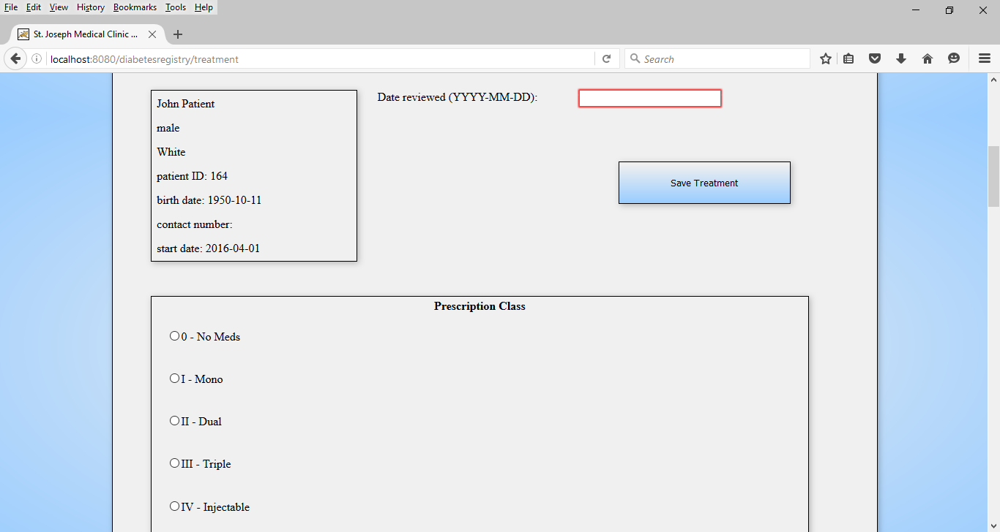 File Edit View History Bookmarks Tools Help
St. Joseph Medical Clinic ...
localhost:8080/diabetesregistry/treatment
Search
John Patient
male
White
patient ID: 164
birth date: 1950-10-11
contact number:
start date: 2016-04-01
Date reviewed (YYYY-MM-DD):
Save Treatment
Prescription Class
0 - No Meds
I - Mono
II - Dual
III - Triple
IV - Injectable